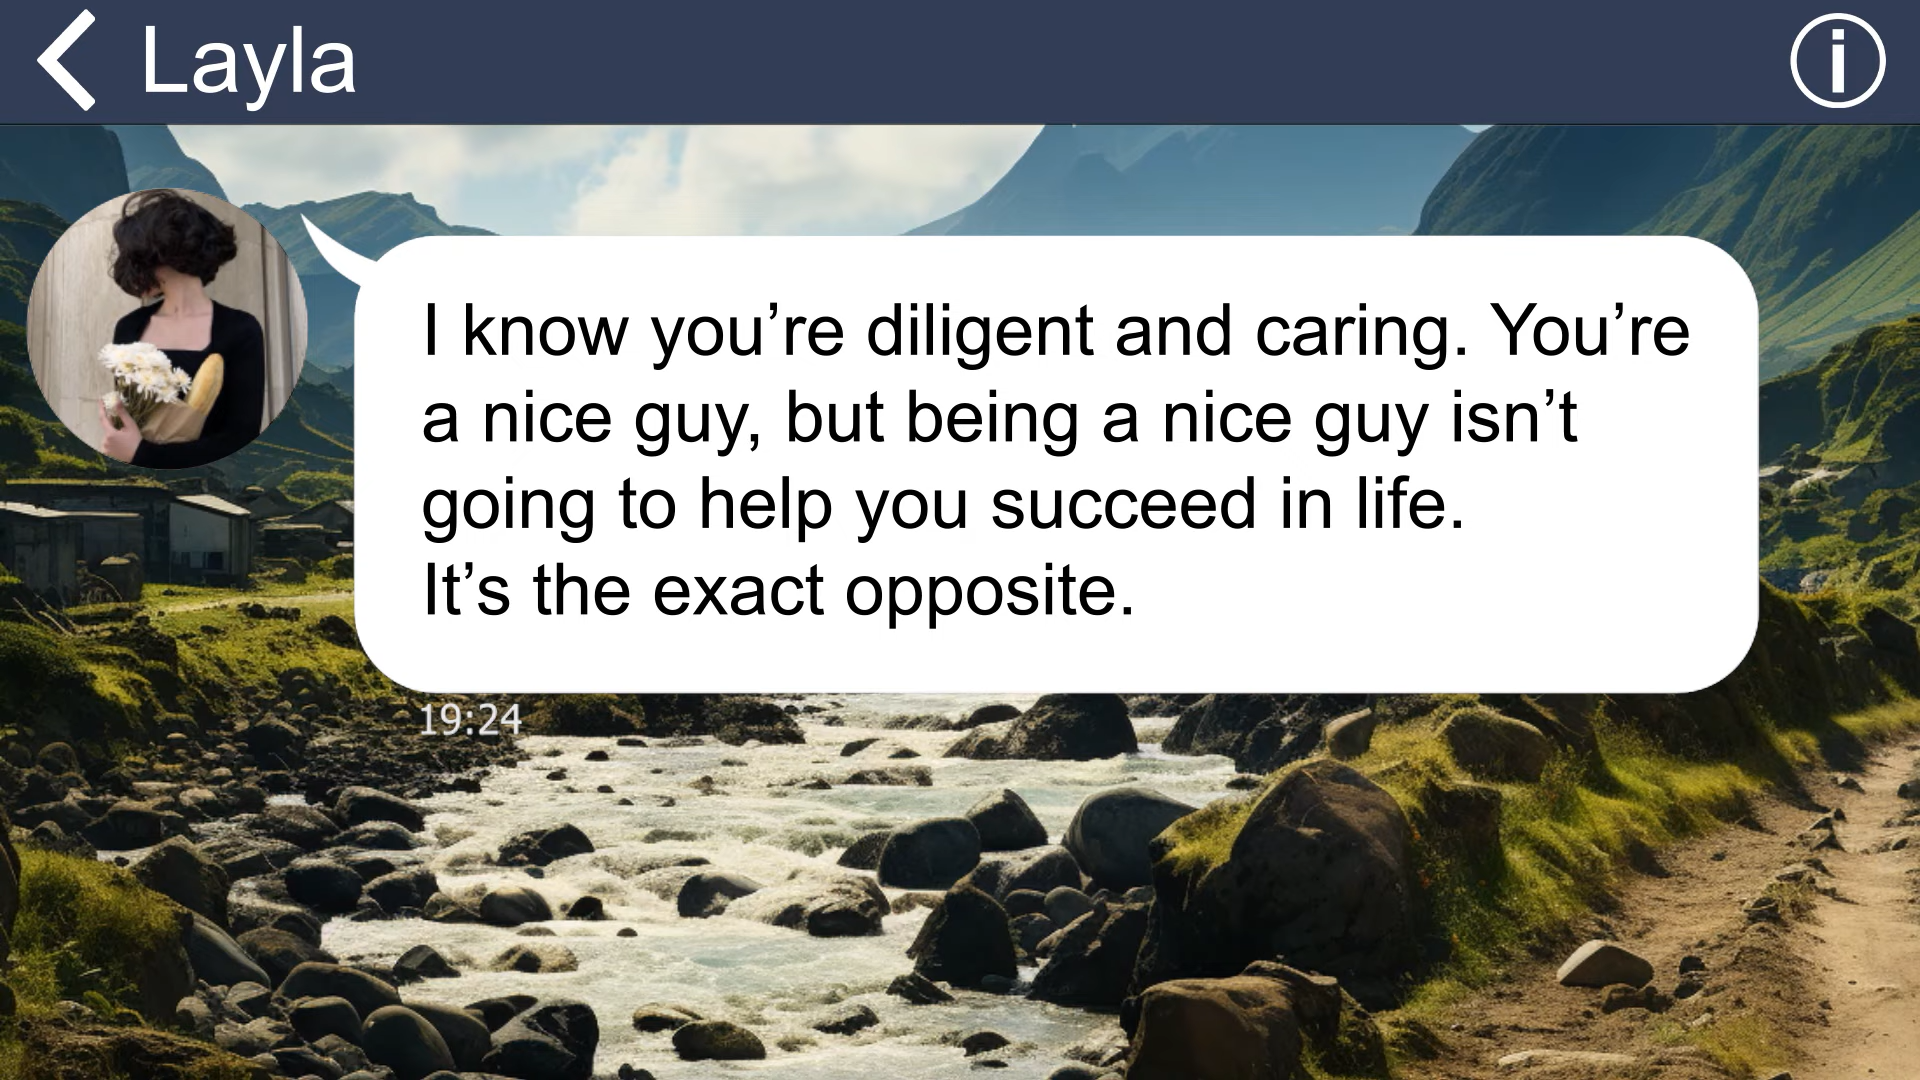 Layla
I know you’re diligent and caring. You’re
a nice guy, but being a nice guy isn’t
going to help you succeed in life.
It’s the exact opposite.
19:24